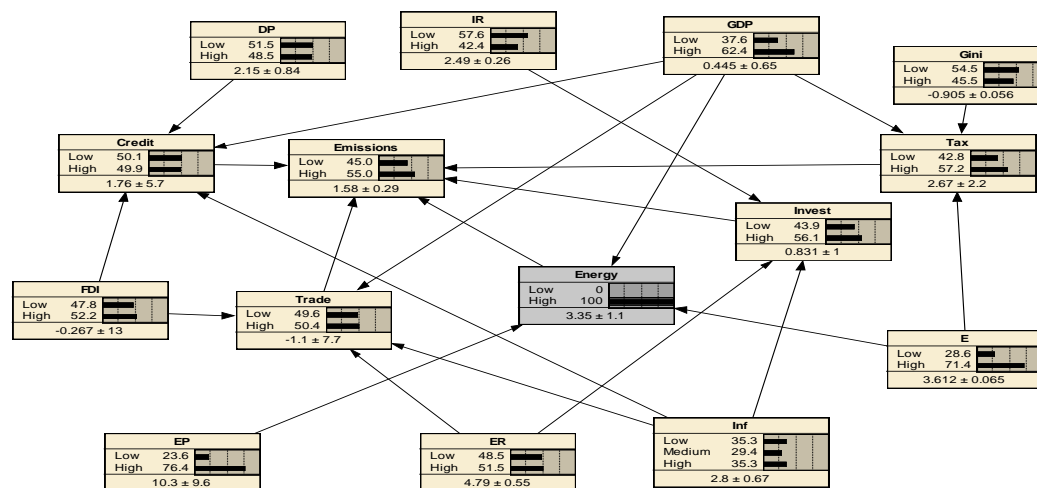 DP
Low 51.5
High 48.5
2.15 ± 0.84
IR
Low 57.6
High 42.4
2.49 ± 0.26
GDP
Low 37.6
High 62.4
0.445 ± 0.65
Gini
Low 54.5
High 45.5
-0.905 ± 0.056
Credit
Low 50.1
High 49.9
1.76 ± 5.7
Emissions
Low 45.0
High 55.0
1.58 ± 0.29
Tax
Low 42.8
High 57.2
2.67 ± 2.2
Invest
Low 43.9
High 56.1
0.831 ± 1
FDI
Low 47.8
High 52.2
-0.267 ± 13
Trade
Low 49.6
High 50.4
-1.1 ± 7.7
Energy
Low 0
High 100
3.35 ± 1.1
E
Low 28.6
High 71.4
3.612 ± 0.065
EP
Low 23.6
High 76.4
10.3 ± 9.6
ER
Low 48.5
High 51.5
4.79 ± 0.55
Inf
Low 35.3
Medium 29.4
High 35.3
2.8 ± 0.67